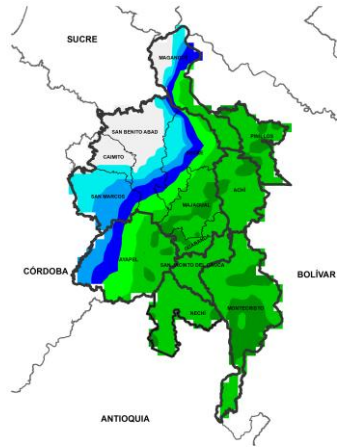 SUCRE
MAGANGUÉ
SAN BENITO ABAD
PINILLOS
CAIMITO
ACHÍ
SAN MARCOS
MAJAGUAL
GUARANDA
AYAPEL
SAN JACINTO DEL CAUCA
CÓRDOBA
BOLÍVAR
MONTECRISTO
NECHÍ
ANTIOQUIA